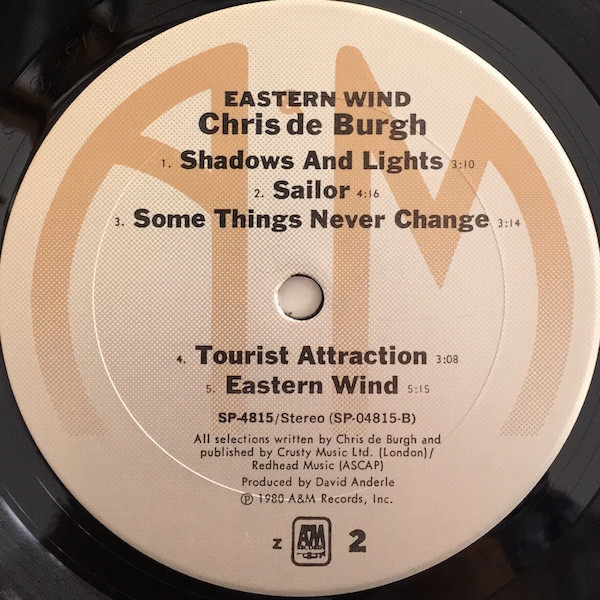 A&M
EASTERN WIND
Chris de Burgh
1. Shadows And Lights 3:10
2. Sailor 4:16
3. Some Things Never Change 3:14
4. Tourist Attraction 3:08
5. Eastern Wind 5:15
SP-4815/Stereo (SP-04815-B)
All selections written by Chris de Burgh and
published by Crusty Music Ltd. (London)/
Redhead Music (ASCAP)
Produced by David Anderle
℗ 1980 A&M Records, Inc.
z A&M RECORDS 2